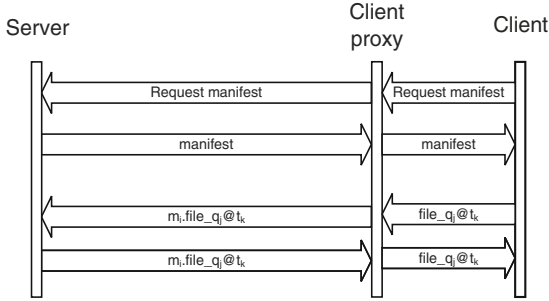 Server
Client
proxy
Client
Request manifest
Request manifest
manifest
manifest
mᵢ.file_qⱼ@tₖ
file_qⱼ@tₖ
mᵢ.file_qⱼ@tₖ
file_qⱼ@tₖ